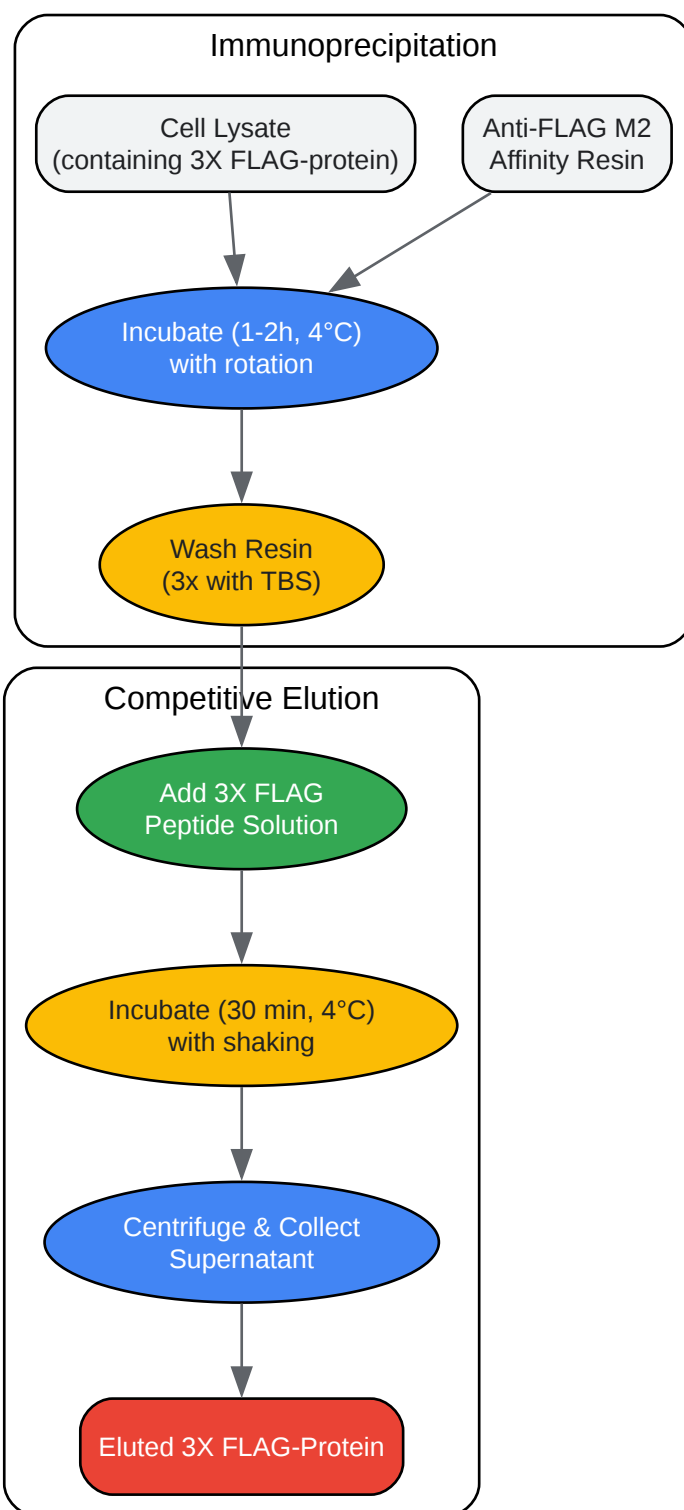 Immunoprecipitation
Cell Lysate
(containing 3X FLAG-protein)
Anti-FLAG M2
Affinity Resin
Incubate (1-2h, 4°C)
with rotation
Wash Resin
(3x with TBS)
Competitive Elution
Add 3X FLAG
Peptide Solution
Incubate (30 min, 4°C)
with shaking
Centrifuge & Collect
Supernatant
Eluted 3X FLAG-Protein